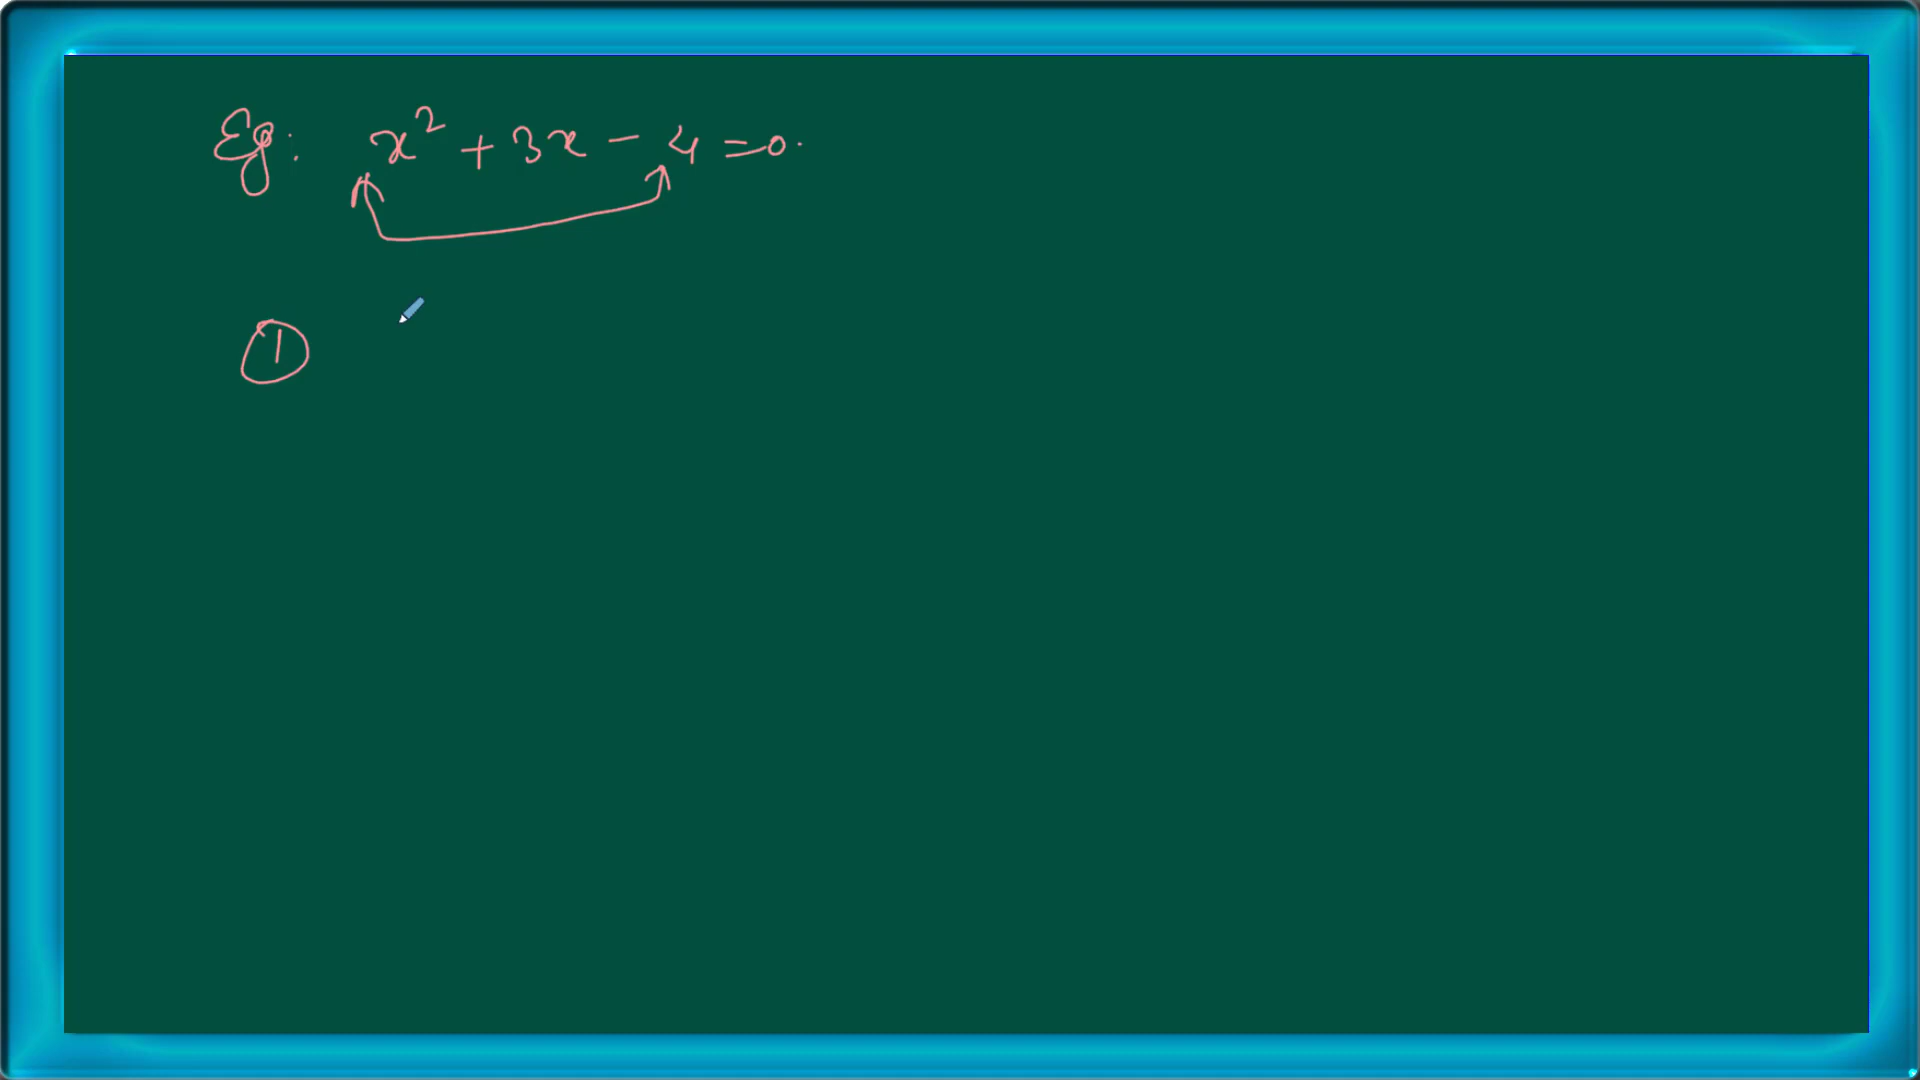 Eg: x² + 3x - 4 = 0.
①